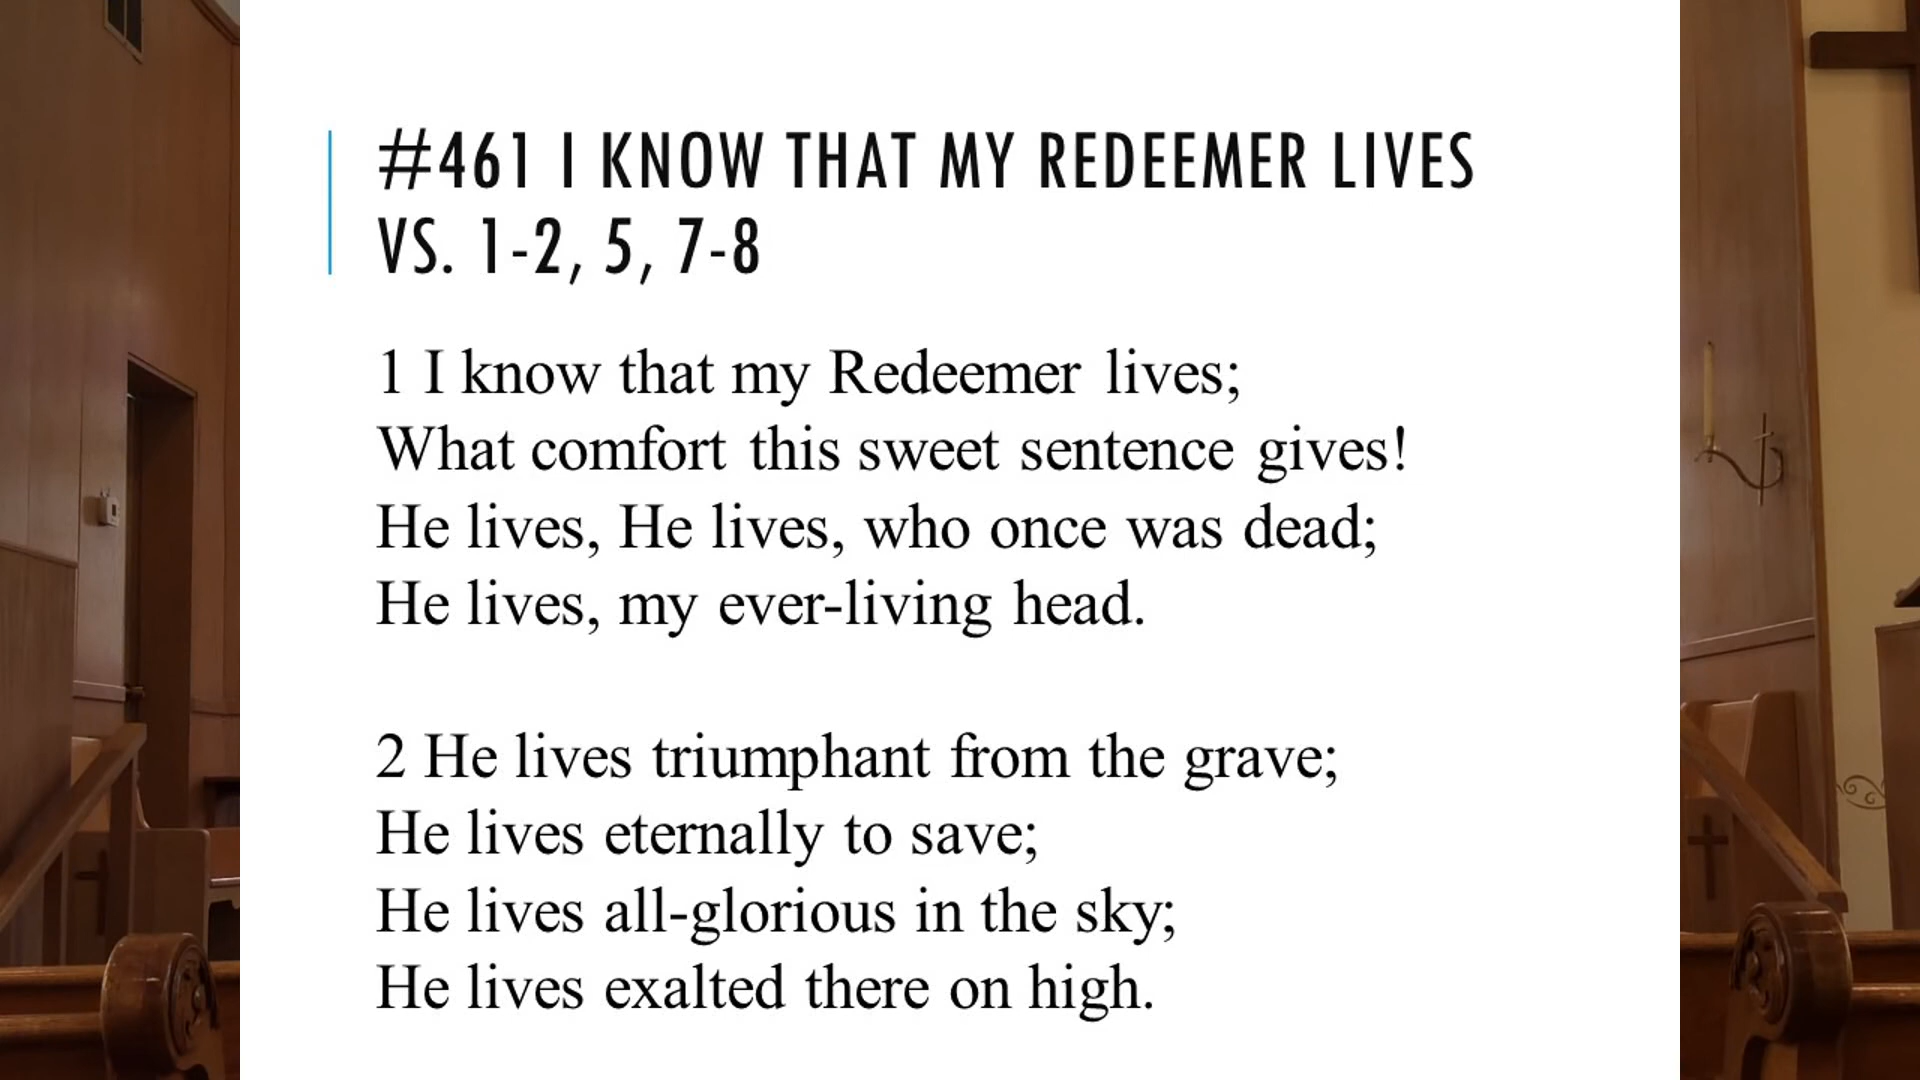 #461 I KNOW THAT MY REDEEMER LIVES
VS. 1-2, 5, 7-8
1 I know that my Redeemer lives;
What comfort this sweet sentence gives!
He lives, He lives, who once was dead;
He lives, my ever-living head.
2 He lives triumphant from the grave;
He lives eternally to save;
He lives all-glorious in the sky;
He lives exalted there on high.